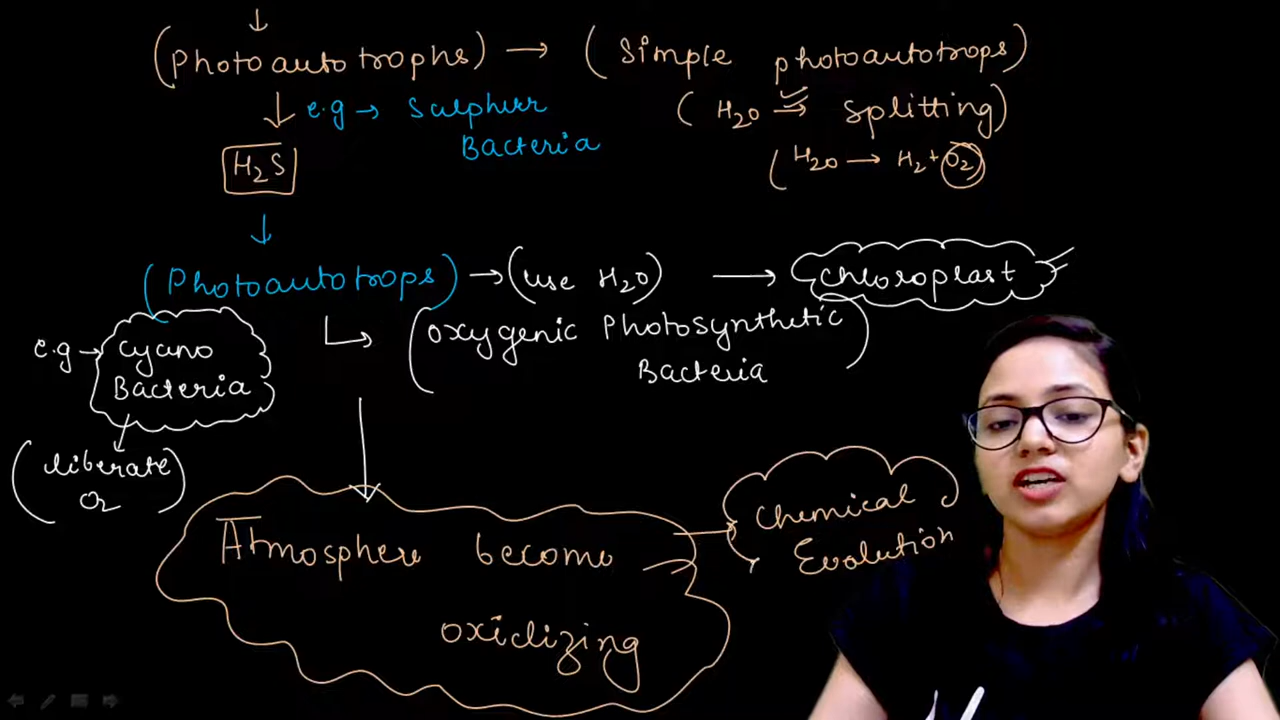 (Photoautotrophs) → (Simple photoautotrops)
↓ e.g → Sulpher Bacteria
(H2O → splitting)
H2S
(H2O → H2 + O2)
↓
(Photoautotrops) → (use H2O) → chloroplast
(oxygenic Photosynthetic Bacteria)
e.g → cyano Bacteria
(liberate O2)
Atmosphere become oxidizing → Chemical Evolution